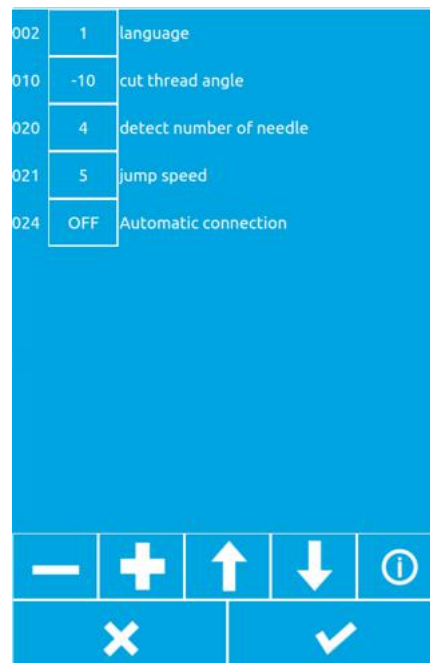 002 1 language
010 -10 cut thread angle
020 4 detect number of needle
021 5 jump speed
024 OFF Automatic connection